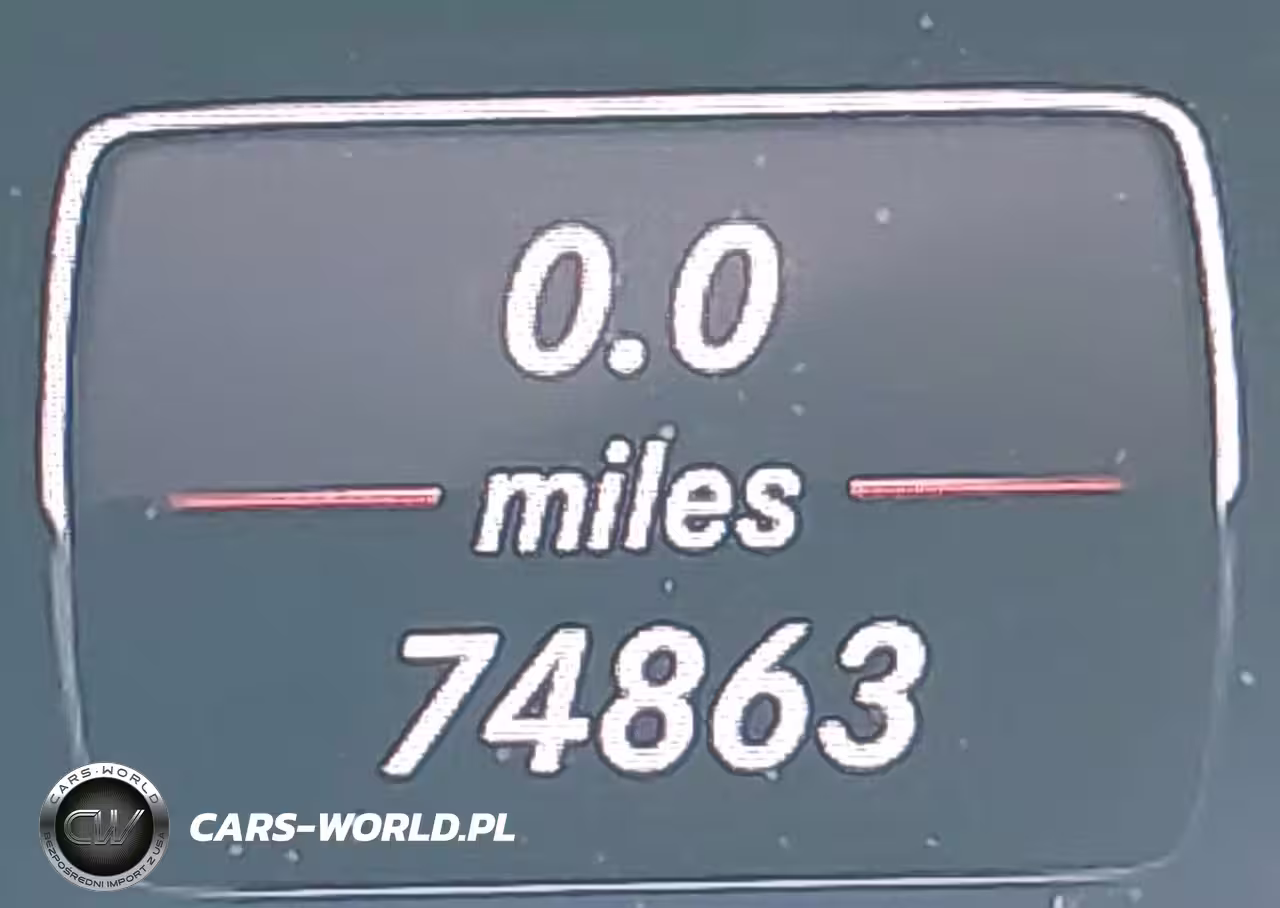 0.0
miles
74863
CARS-WORLD
CW
BEZPOŚREDNI IMPORT Z USA
CARS-WORLD.PL